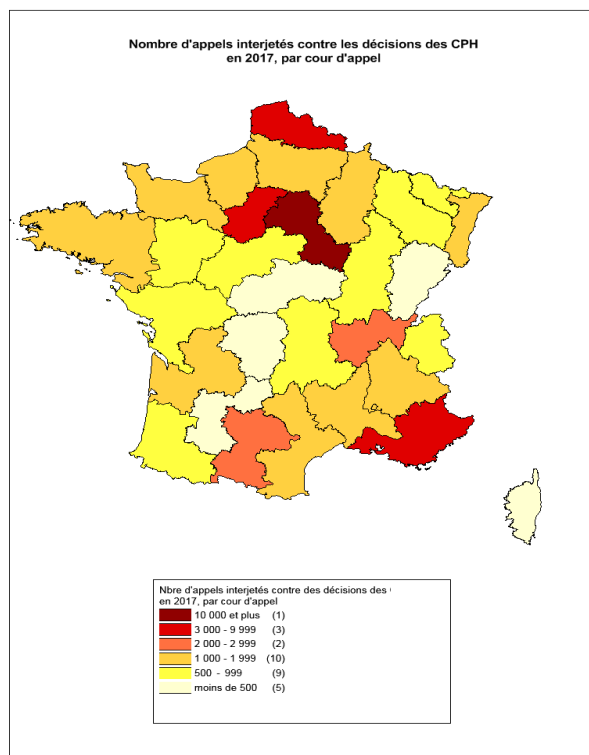 Nombre d'appels interjetés contre les décisions des CPH
en 2017, par cour d'appel
Nbre d'appels interjetés contre des décisions des
en 2017, par cour d'appel
10 000 et plus (1)
3 000 - 9 999 (3)
2 000 - 2 999 (2)
1 000 - 1 999 (10)
500 - 999 (9)
moins de 500 (5)